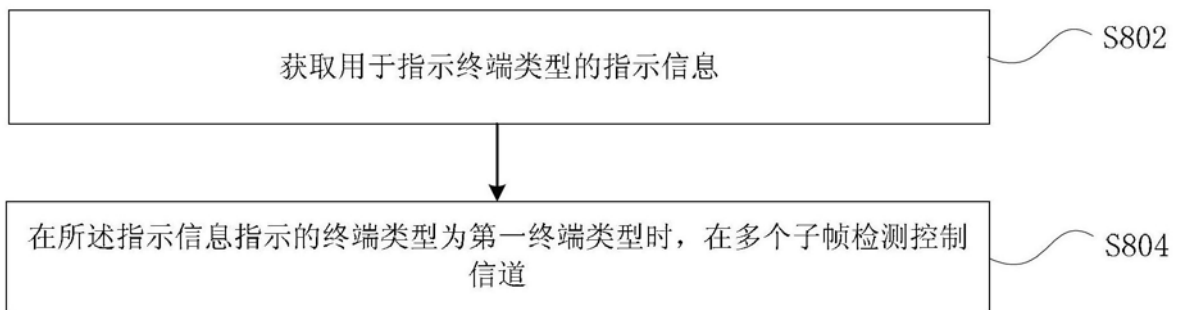 获取用于指示终端类型的指示信息
S802
在所述指示信息指示的终端类型为第一终端类型时，在多个子帧检测控制
信道
S804